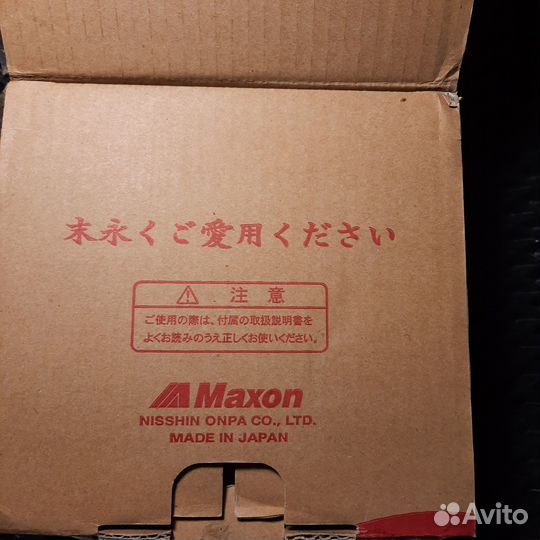 末永くご愛用ください
注意
ご使用の際は、付属の取扱説明書を
よくお読みのうえ正しくお使いください。
Maxon
NISSHIN ONPA CO., LTD.
MADE IN JAPAN
Avito